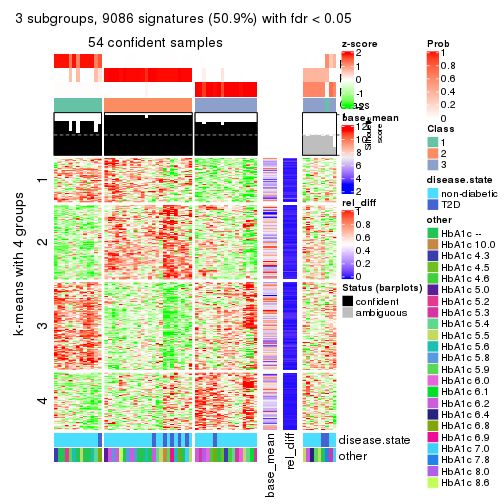 3 subgroups, 9086 signatures (50.9%) with fdr < 0.05
54 confident samples
k-means with 4 groups
1
2
3
4
base_mean
rel_diff
disease.state
other
Silhouette
score
z-score
2
1
0
-1
-2
base_mean
12
10
8
6
4
2
rel_diff
1
0.8
0.6
0.4
0.2
0
Status (barplots)
confident
ambiguous
Prob
1
0.8
0.6
0.4
0.2
0
Class
1
2
3
disease.state
non-diabetic
T2D
other
HbA1c --
HbA1c 10.0
HbA1c 4.3
HbA1c 4.5
HbA1c 4.6
HbA1c 5.0
HbA1c 5.2
HbA1c 5.3
HbA1c 5.4
HbA1c 5.5
HbA1c 5.6
HbA1c 5.8
HbA1c 5.9
HbA1c 6.0
HbA1c 6.1
HbA1c 6.2
HbA1c 6.4
HbA1c 6.8
HbA1c 6.9
HbA1c 7.0
HbA1c 7.8
HbA1c 8.0
HbA1c 8.6